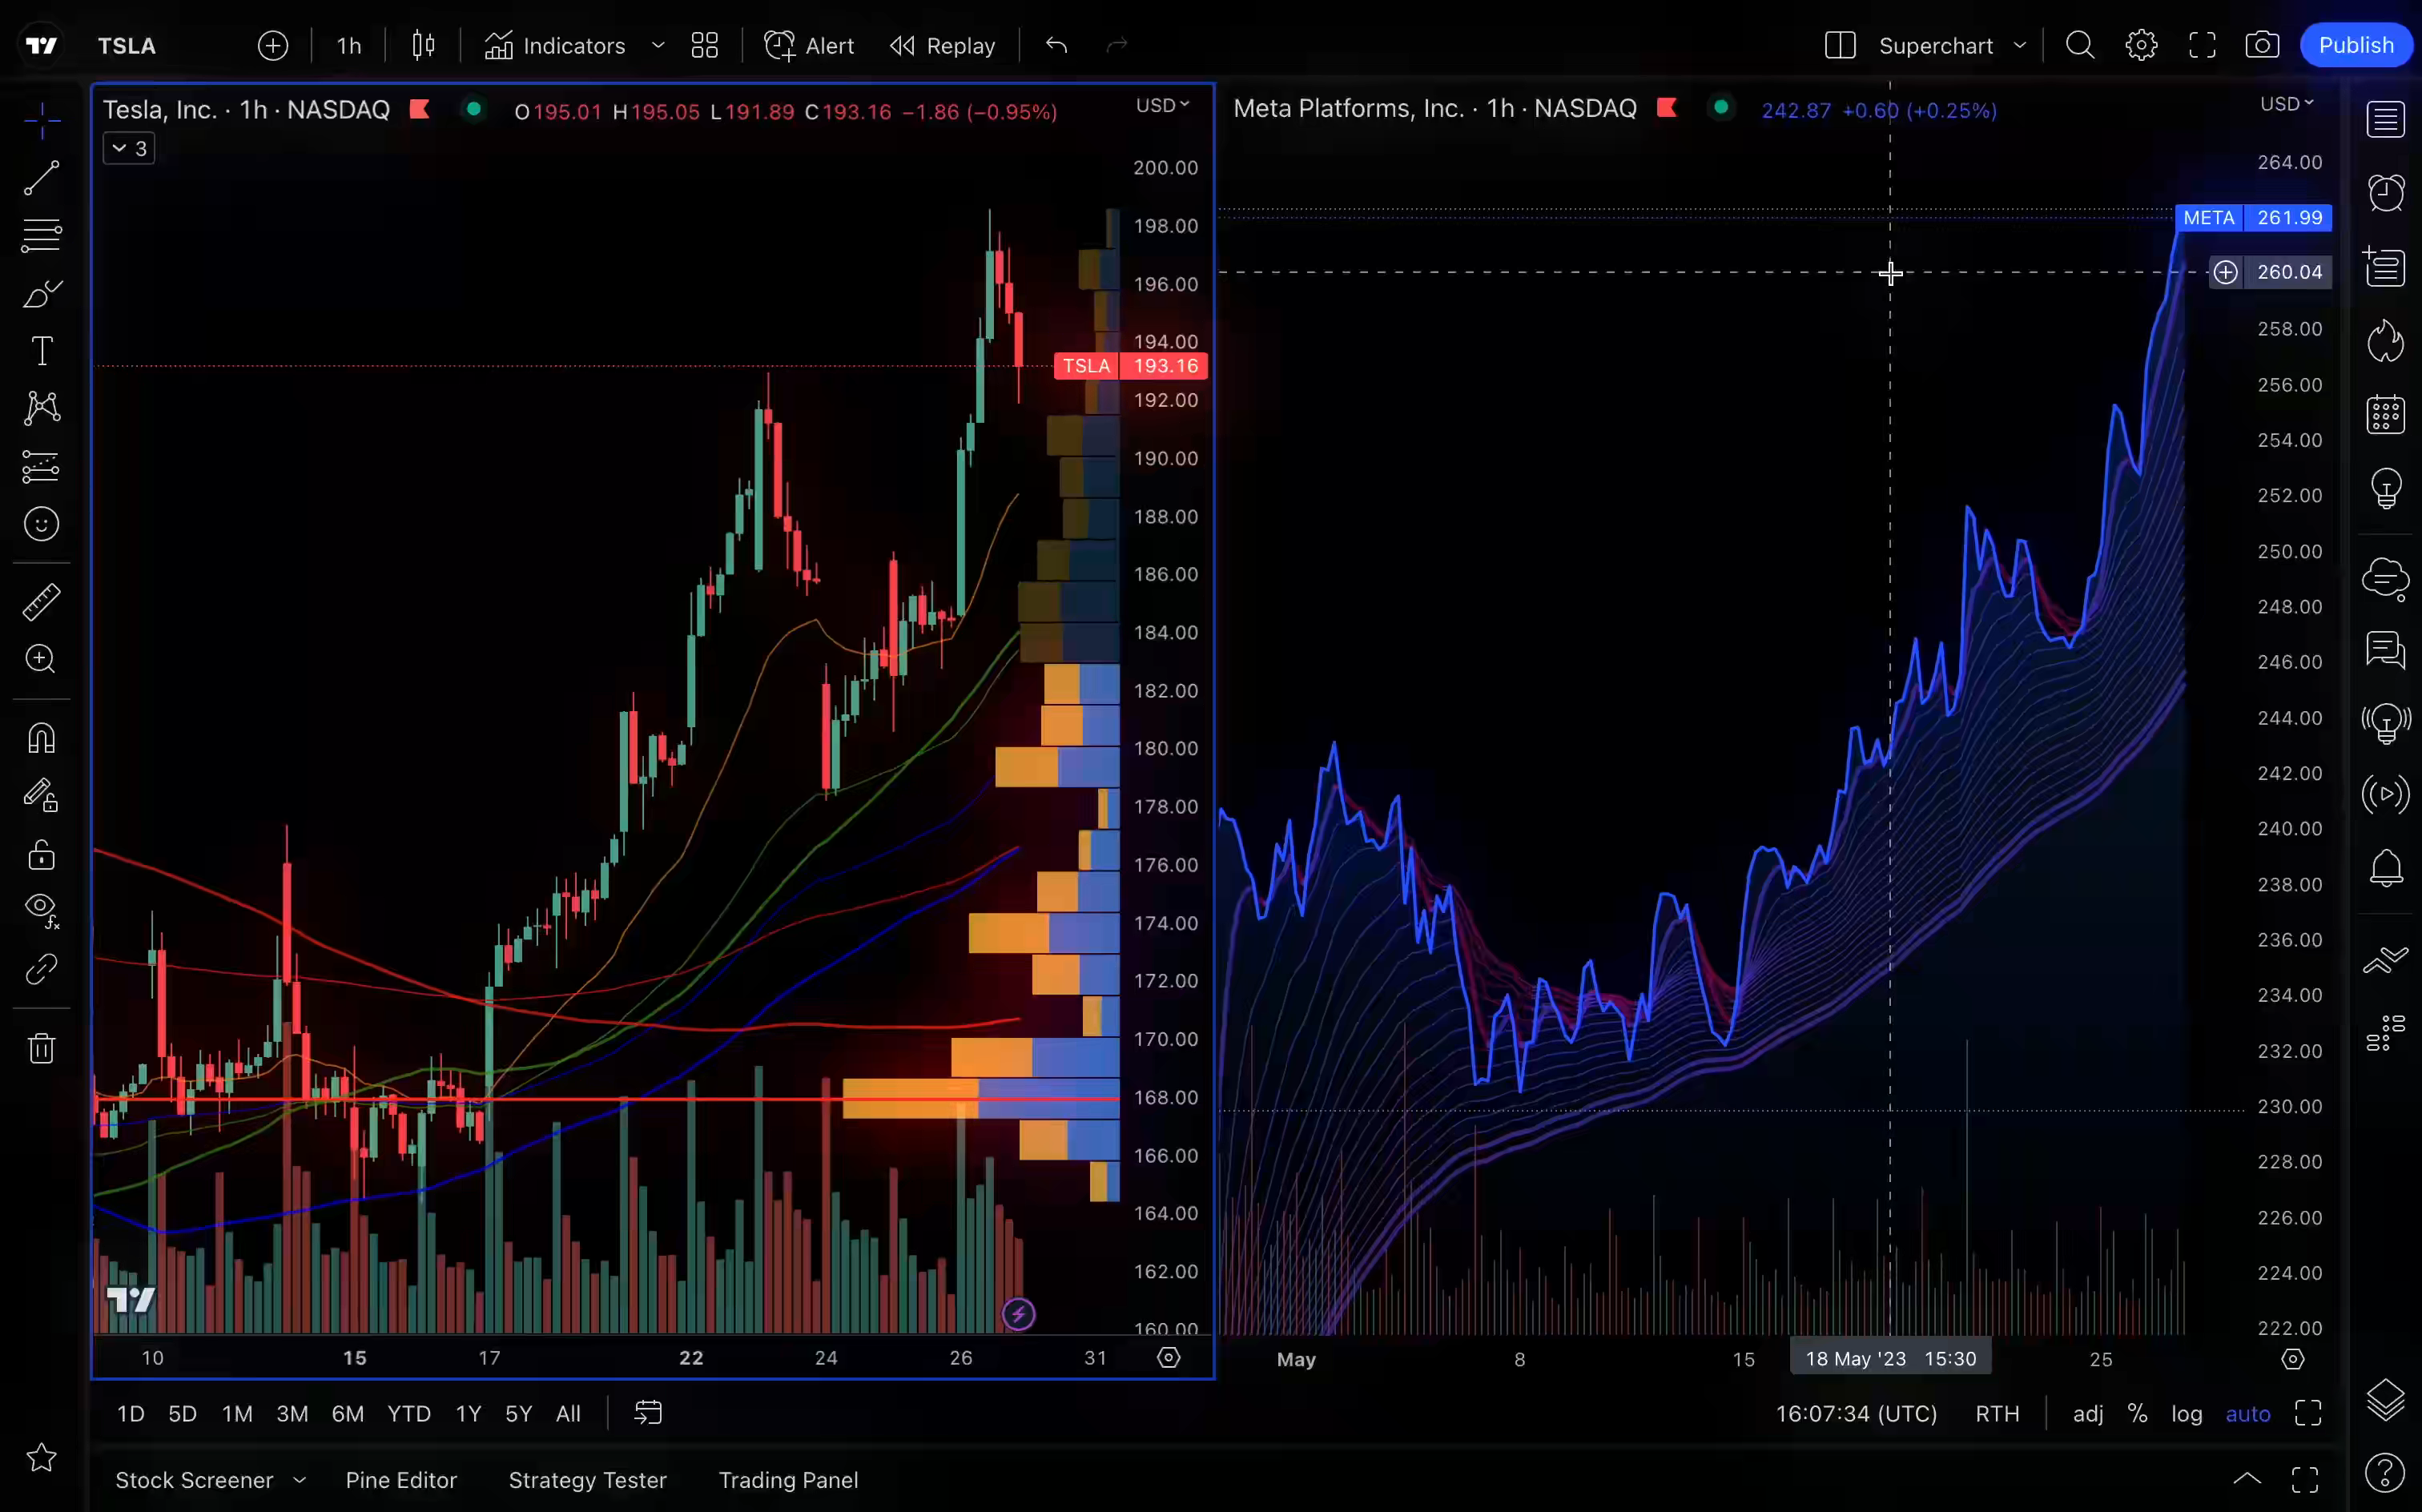 TSLA
1h
Indicators
Alert
Replay
Superchart
Publish
Tesla, Inc. · 1h · NASDAQ
O195.01 H195.05 L191.89 C193.16 −1.86 (−0.95%)
USD
3
200.00
198.00
196.00
194.00
TSLA 193.16
192.00
190.00
188.00
186.00
184.00
182.00
180.00
178.00
176.00
174.00
172.00
170.00
168.00
166.00
164.00
162.00
160.00
10 15 17 22 24 26 31
Meta Platforms, Inc. · 1h · NASDAQ
242.87 +0.60 (+0.25%)
USD
264.00
META 261.99
260.04
258.00
256.00
254.00
252.00
250.00
248.00
246.00
244.00
242.00
240.00
238.00
236.00
234.00
232.00
230.00
228.00
226.00
224.00
222.00
May 8 15 18 May '23 15:30 25
1D 5D 1M 3M 6M YTD 1Y 5Y All
16:07:34 (UTC) RTH adj % log auto
Stock Screener Pine Editor Strategy Tester Trading Panel